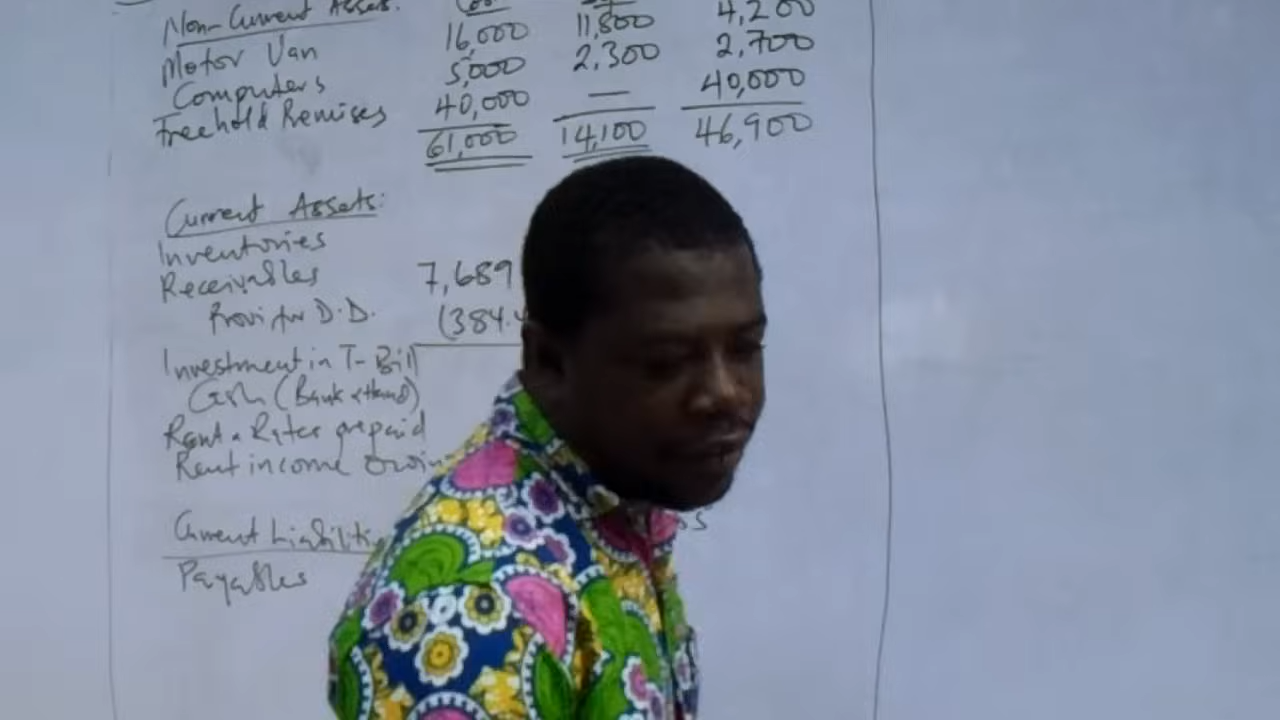 Non-Current Assets: Cost
Motor Van 16,000 11,800 4,200
Computers 5,000 2,300 2,700
Freehold Premises 40,000 — 40,000
61,000 14,100 46,900
Current Assets:
Inventories
Receivables 7,689
Provi for D.D. (384.
Investment in T-Bill
Cash (Bank & Hand)
Rent & Rates prepaid
Rent income owin
Current Liabiliti
Payables